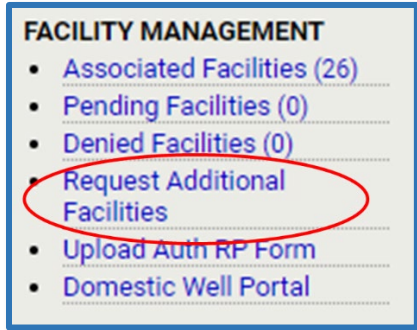 FACILITY MANAGEMENT
• Associated Facilities (26)
• Pending Facilities (0)
• Denied Facilities (0)
• Request Additional
Facilities
• Upload Auth RP Form
• Domestic Well Portal